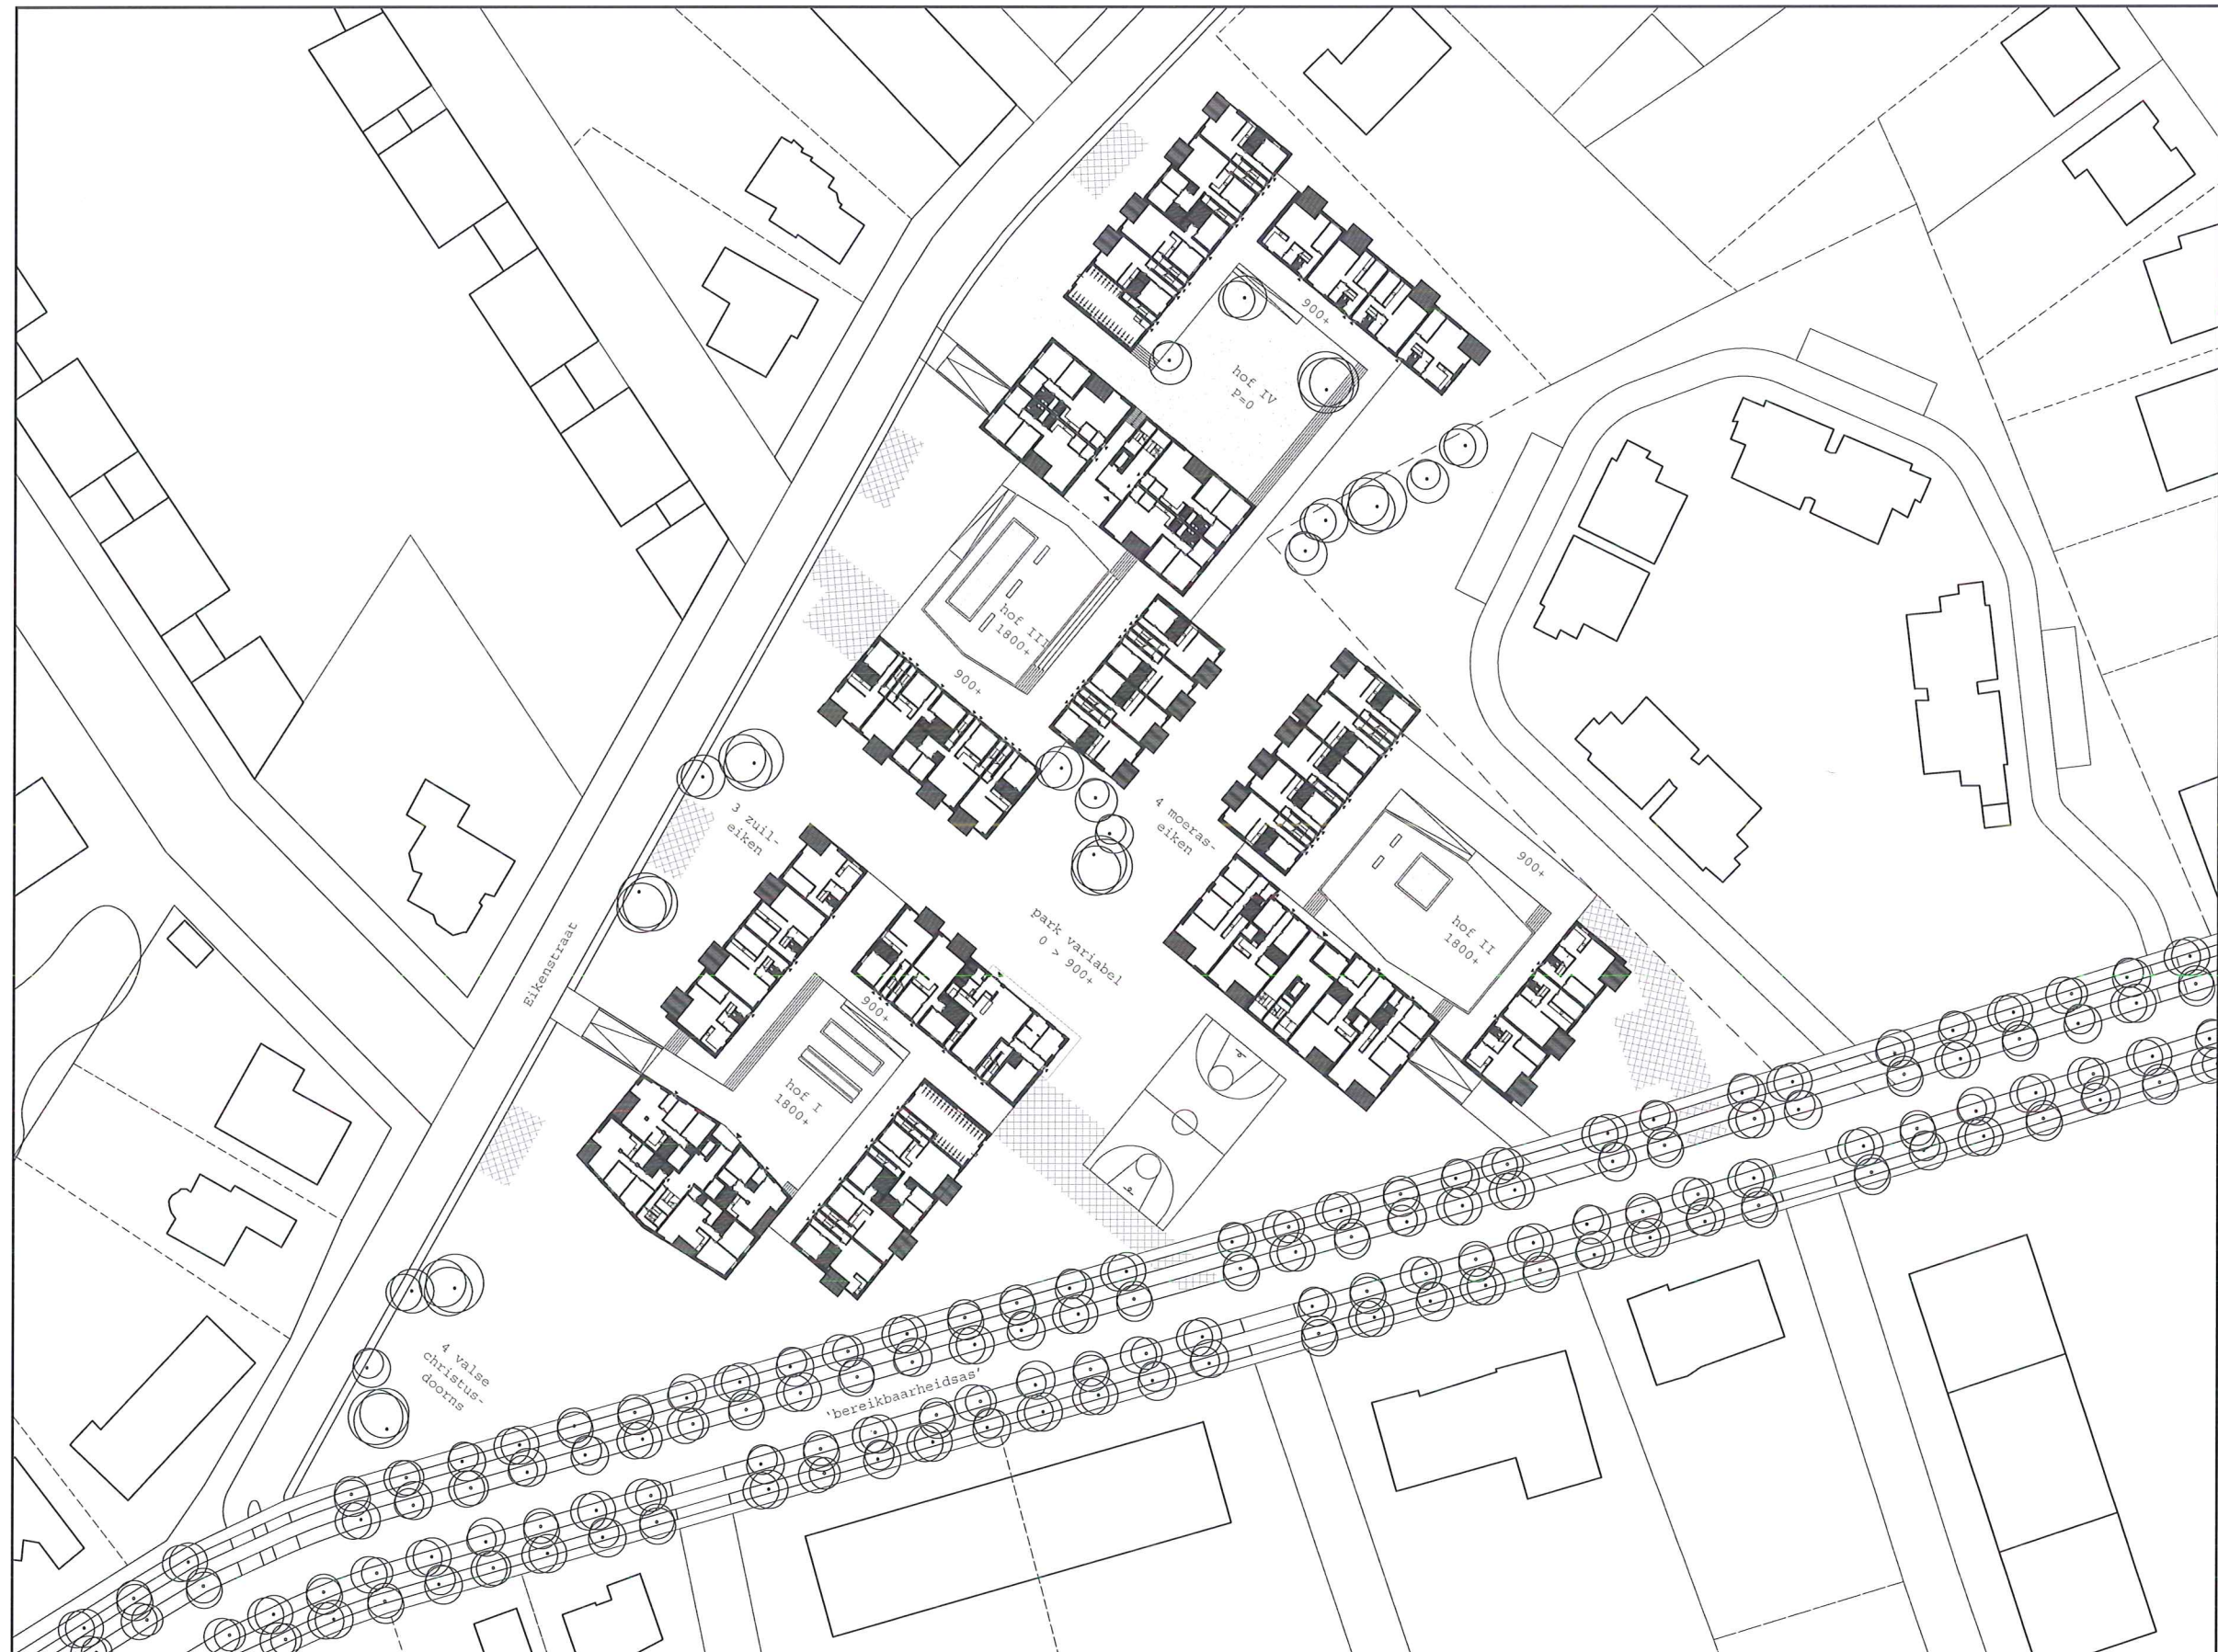 900+
hof IV
P=0
hof III
1800+
900+
3 zuil-
eiken
4 moeras-
eiken
900+
hof II
1800+
park variabel
0 > 900+
Eikenstraat
900+
hof I
1800+
4 valse
christus-
doorns
'bereikbaarheidsas'